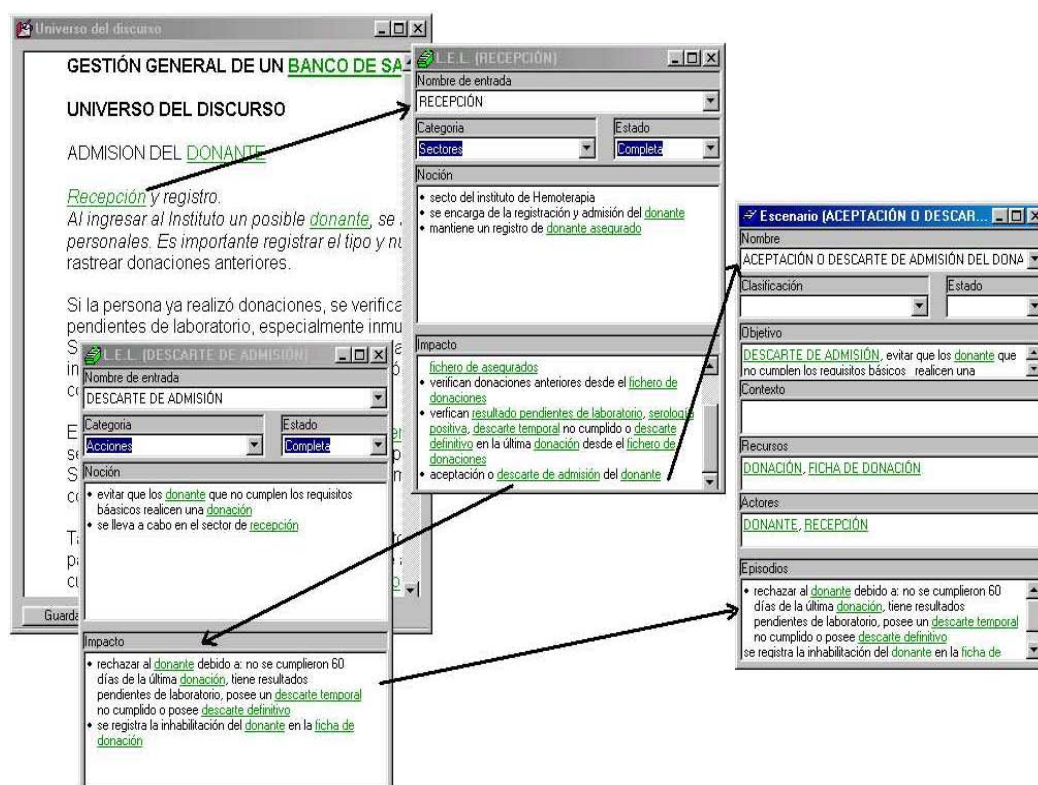 Universo del discurso
GESTIÓN GENERAL DE UN BANCO DE SA
UNIVERSO DEL DISCURSO
ADMISION DEL DONANTE
Recepción y registro.
Al ingresar al Instituto un posible donante, se
personales. Es importante registrar el tipo y nu
rastrear donaciones anteriores.
Si la persona ya realizó donaciones, se verifica
pendientes de laboratorio, especialmente inmu
Guarda
L.E.L. (RECEPCIÓN)
Nombre de entrada
RECEPCIÓN
Categoria Estado
Sectores Completa
Noción
• secto del instituto de Hemoterapia
• se encarga de la registración y admisión del donante
• mantiene un registro de donante asegurado
Impacto
fichero de asegurados
• verifican donaciones anteriores desde el fichero de
donaciones
• verfican resultado pendientes de laboratorio, serología
positiva, descarte temporal no cumplido o descarte
definitivo en la última donación desde el fichero de
donaciones
• aceptación o descarte de admisión del donante
L.E.L. (DESCARTE DE ADMISIÓN)
Nombre de entrada
DESCARTE DE ADMISIÓN
Categoria Estado
Acciones Completa
Noción
• evitar que los donante que no cumplen los requisitos
báasicos realicen una donación
• se lleva a cabo en el sector de recepción
Impacto
• rechazar al donante debido a: no se cumplieron 60
días de la última donación, tiene resultados
pendientes de laboratorio, posee un descarte temporal
no cumplido o posee descarte definitivo
• se registra la inhabilitación del donante en la ficha de
donación
Escenario (ACEPTACIÓN O DESCAR...
Nombre
ACEPTACIÓN O DESCARTE DE ADMISIÓN DEL DONA
Clasificación Estado
Objetivo
DESCARTE DE ADMISIÓN, evitar que los donante que
no cumplen los requisitos básicos realicen una
Contexto
Recursos
DONACIÓN, FICHA DE DONACIÓN
Actores
DONANTE, RECEPCIÓN
Episodios
• rechazar al donante debido a: no se cumplieron 60
días de la última donación, tiene resultados
pendientes de laboratorio, posee un descarte temporal
no cumplido o posee descarte definitivo
se registra la inhabilitación del donante en la ficha de